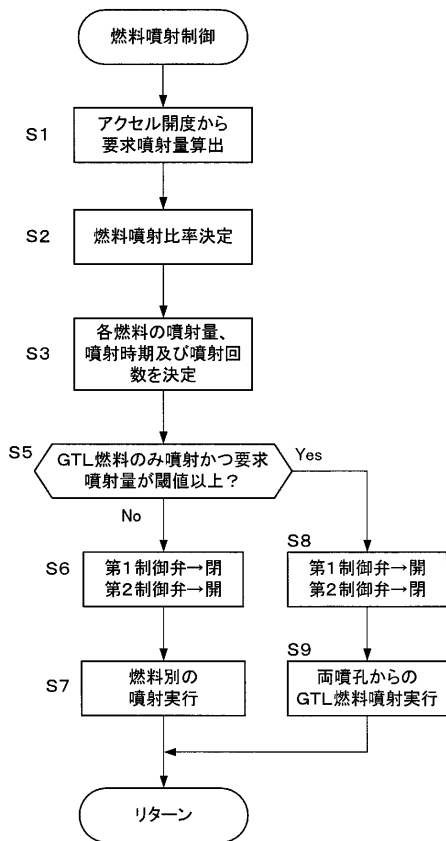 燃料噴射制御
S1
アクセル開度から
要求噴射量算出
S2
燃料噴射比率決定
S3
各燃料の噴射量、
噴射時期及び噴射回
数を決定
S5
GTL燃料のみ噴射かつ要求
噴射量が閾値以上？
Yes
No
S6
第1制御弁→閉
第2制御弁→開
S8
第1制御弁→開
第2制御弁→閉
S7
燃料別の
噴射実行
S9
両噴孔からの
GTL燃料噴射実行
リターン